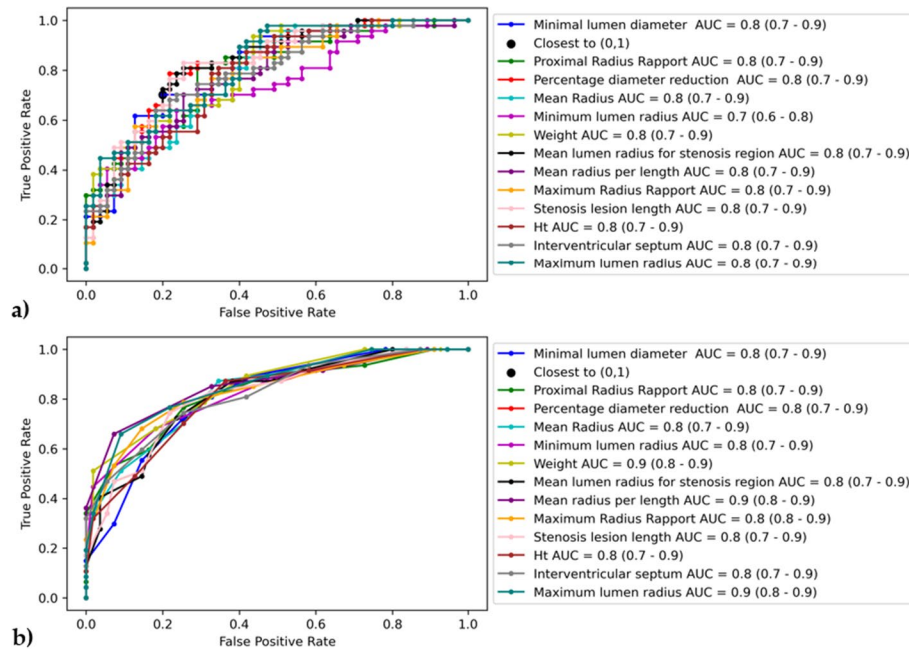 1.0
0.8
0.6
0.4
0.2
0.0
True Positive Rate
0.0 0.2 0.4 0.6 0.8 1.0
False Positive Rate
a)
Minimal lumen diameter AUC = 0.8 (0.7 - 0.9)
Closest to (0,1)
Proximal Radius Rapport AUC = 0.8 (0.7 - 0.9)
Percentage diameter reduction AUC = 0.8 (0.7 - 0.9)
Mean Radius AUC = 0.8 (0.7 - 0.9)
Minimum lumen radius AUC = 0.7 (0.6 - 0.8)
Weight AUC = 0.8 (0.7 - 0.9)
Mean lumen radius for stenosis region AUC = 0.8 (0.7 - 0.9)
Mean radius per length AUC = 0.8 (0.7 - 0.9)
Maximum Radius Rapport AUC = 0.8 (0.7 - 0.9)
Stenosis lesion length AUC = 0.8 (0.7 - 0.9)
Ht AUC = 0.8 (0.7 - 0.9)
Interventricular septum AUC = 0.8 (0.7 - 0.9)
Maximum lumen radius AUC = 0.8 (0.7 - 0.9)
1.0
0.8
0.6
0.4
0.2
0.0
True Positive Rate
0.0 0.2 0.4 0.6 0.8 1.0
False Positive Rate
b)
Minimal lumen diameter AUC = 0.8 (0.7 - 0.9)
Closest to (0,1)
Proximal Radius Rapport AUC = 0.8 (0.7 - 0.9)
Percentage diameter reduction AUC = 0.8 (0.7 - 0.9)
Mean Radius AUC = 0.8 (0.7 - 0.9)
Minimum lumen radius AUC = 0.8 (0.7 - 0.9)
Weight AUC = 0.9 (0.8 - 0.9)
Mean lumen radius for stenosis region AUC = 0.8 (0.7 - 0.9)
Mean radius per length AUC = 0.9 (0.8 - 0.9)
Maximum Radius Rapport AUC = 0.8 (0.8 - 0.9)
Stenosis lesion length AUC = 0.8 (0.7 - 0.9)
Ht AUC = 0.8 (0.7 - 0.9)
Interventricular septum AUC = 0.8 (0.7 - 0.9)
Maximum lumen radius AUC = 0.9 (0.8 - 0.9)